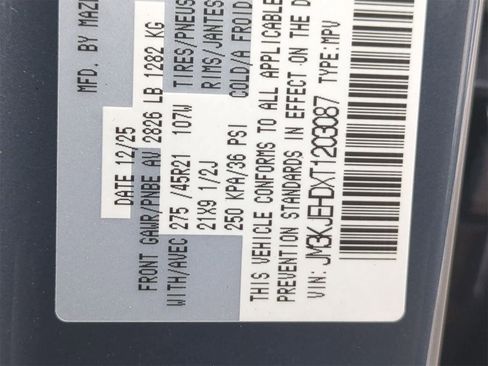 MFD. BY MAZ
DATE 12/25
FRONT GAWR/PNBE AV 2826 LB 1282 KG
WITH/AVEC 275 /45R21 107W TIRES/PNEUS
21X9 1/2J RIMS/JANTES
250 KPA/36 PSI COLD/A FROID
THIS VEHICLE CONFORMS TO ALL APPLICABLE
PREVENTION STANDARDS IN EFFECT ON THE D
VIN: JM3KJEHDXT1203087 TYPE: MPV